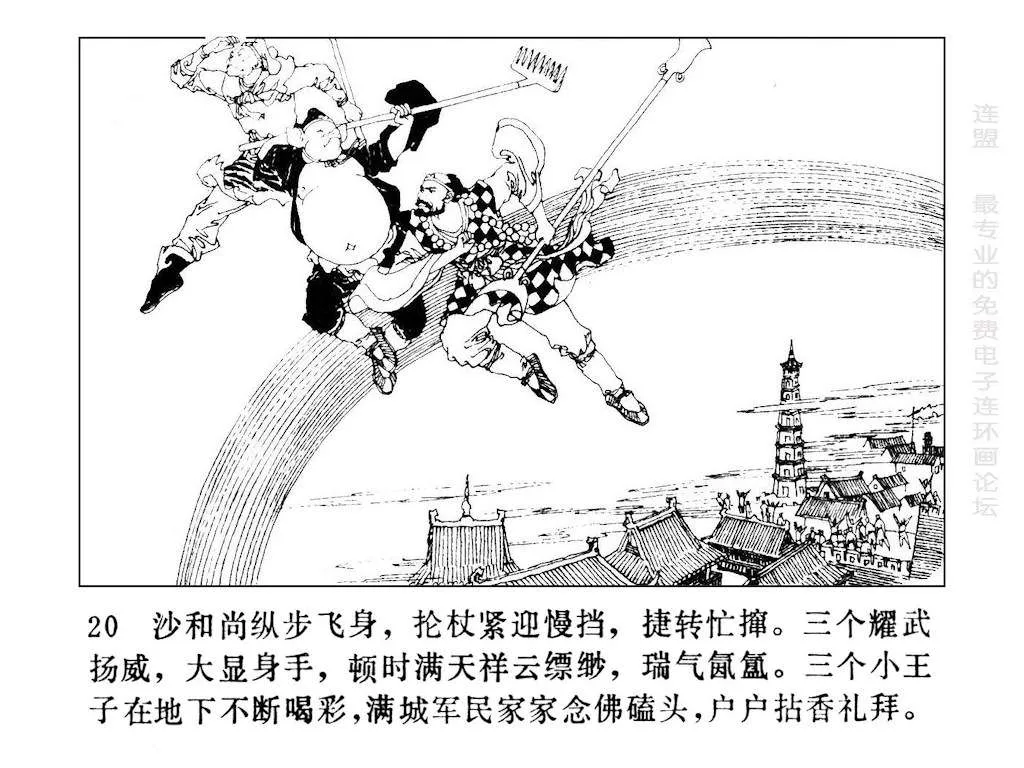 20 沙和尚纵步飞身，抡杖紧迎慢挡，捷转忙撺。三个耀武
扬威，大显身手，顿时满天祥云缥缈，瑞气氤氲。三个小王
子在地下不断喝彩，满城军民家家念佛磕头，户户拈香礼拜。
连盟 最专业的免费电子连环画论坛